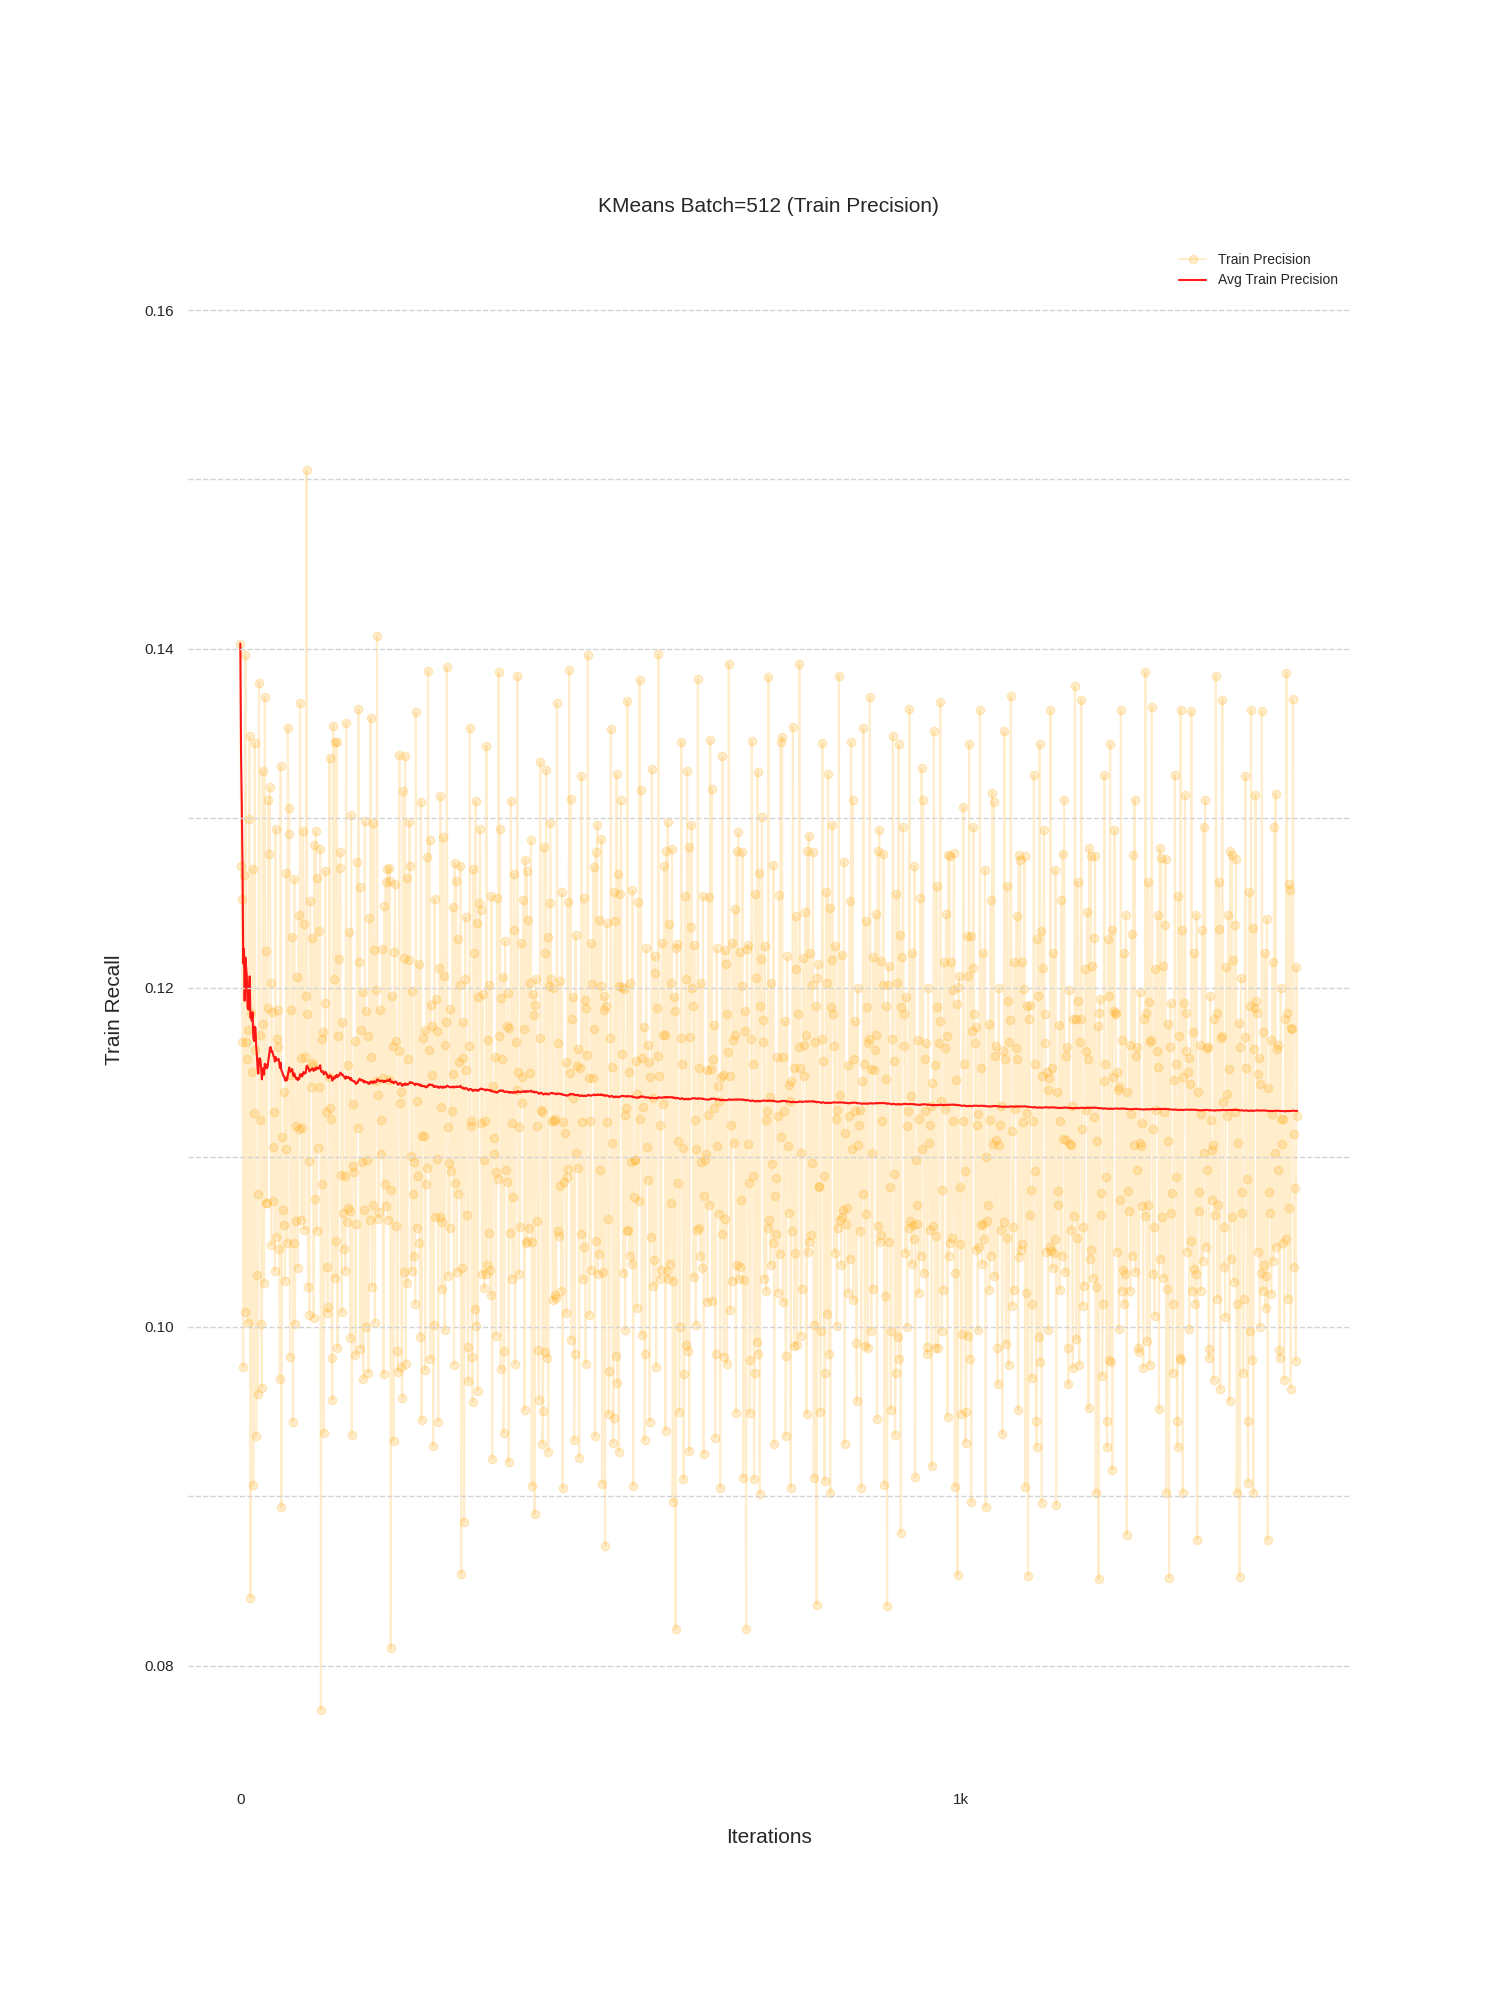 KMeans Batch=512 (Train Precision)
Train Precision
Avg Train Precision
0.16
0.14
0.12
0.10
0.08
Train Recall
0
1k
Iterations